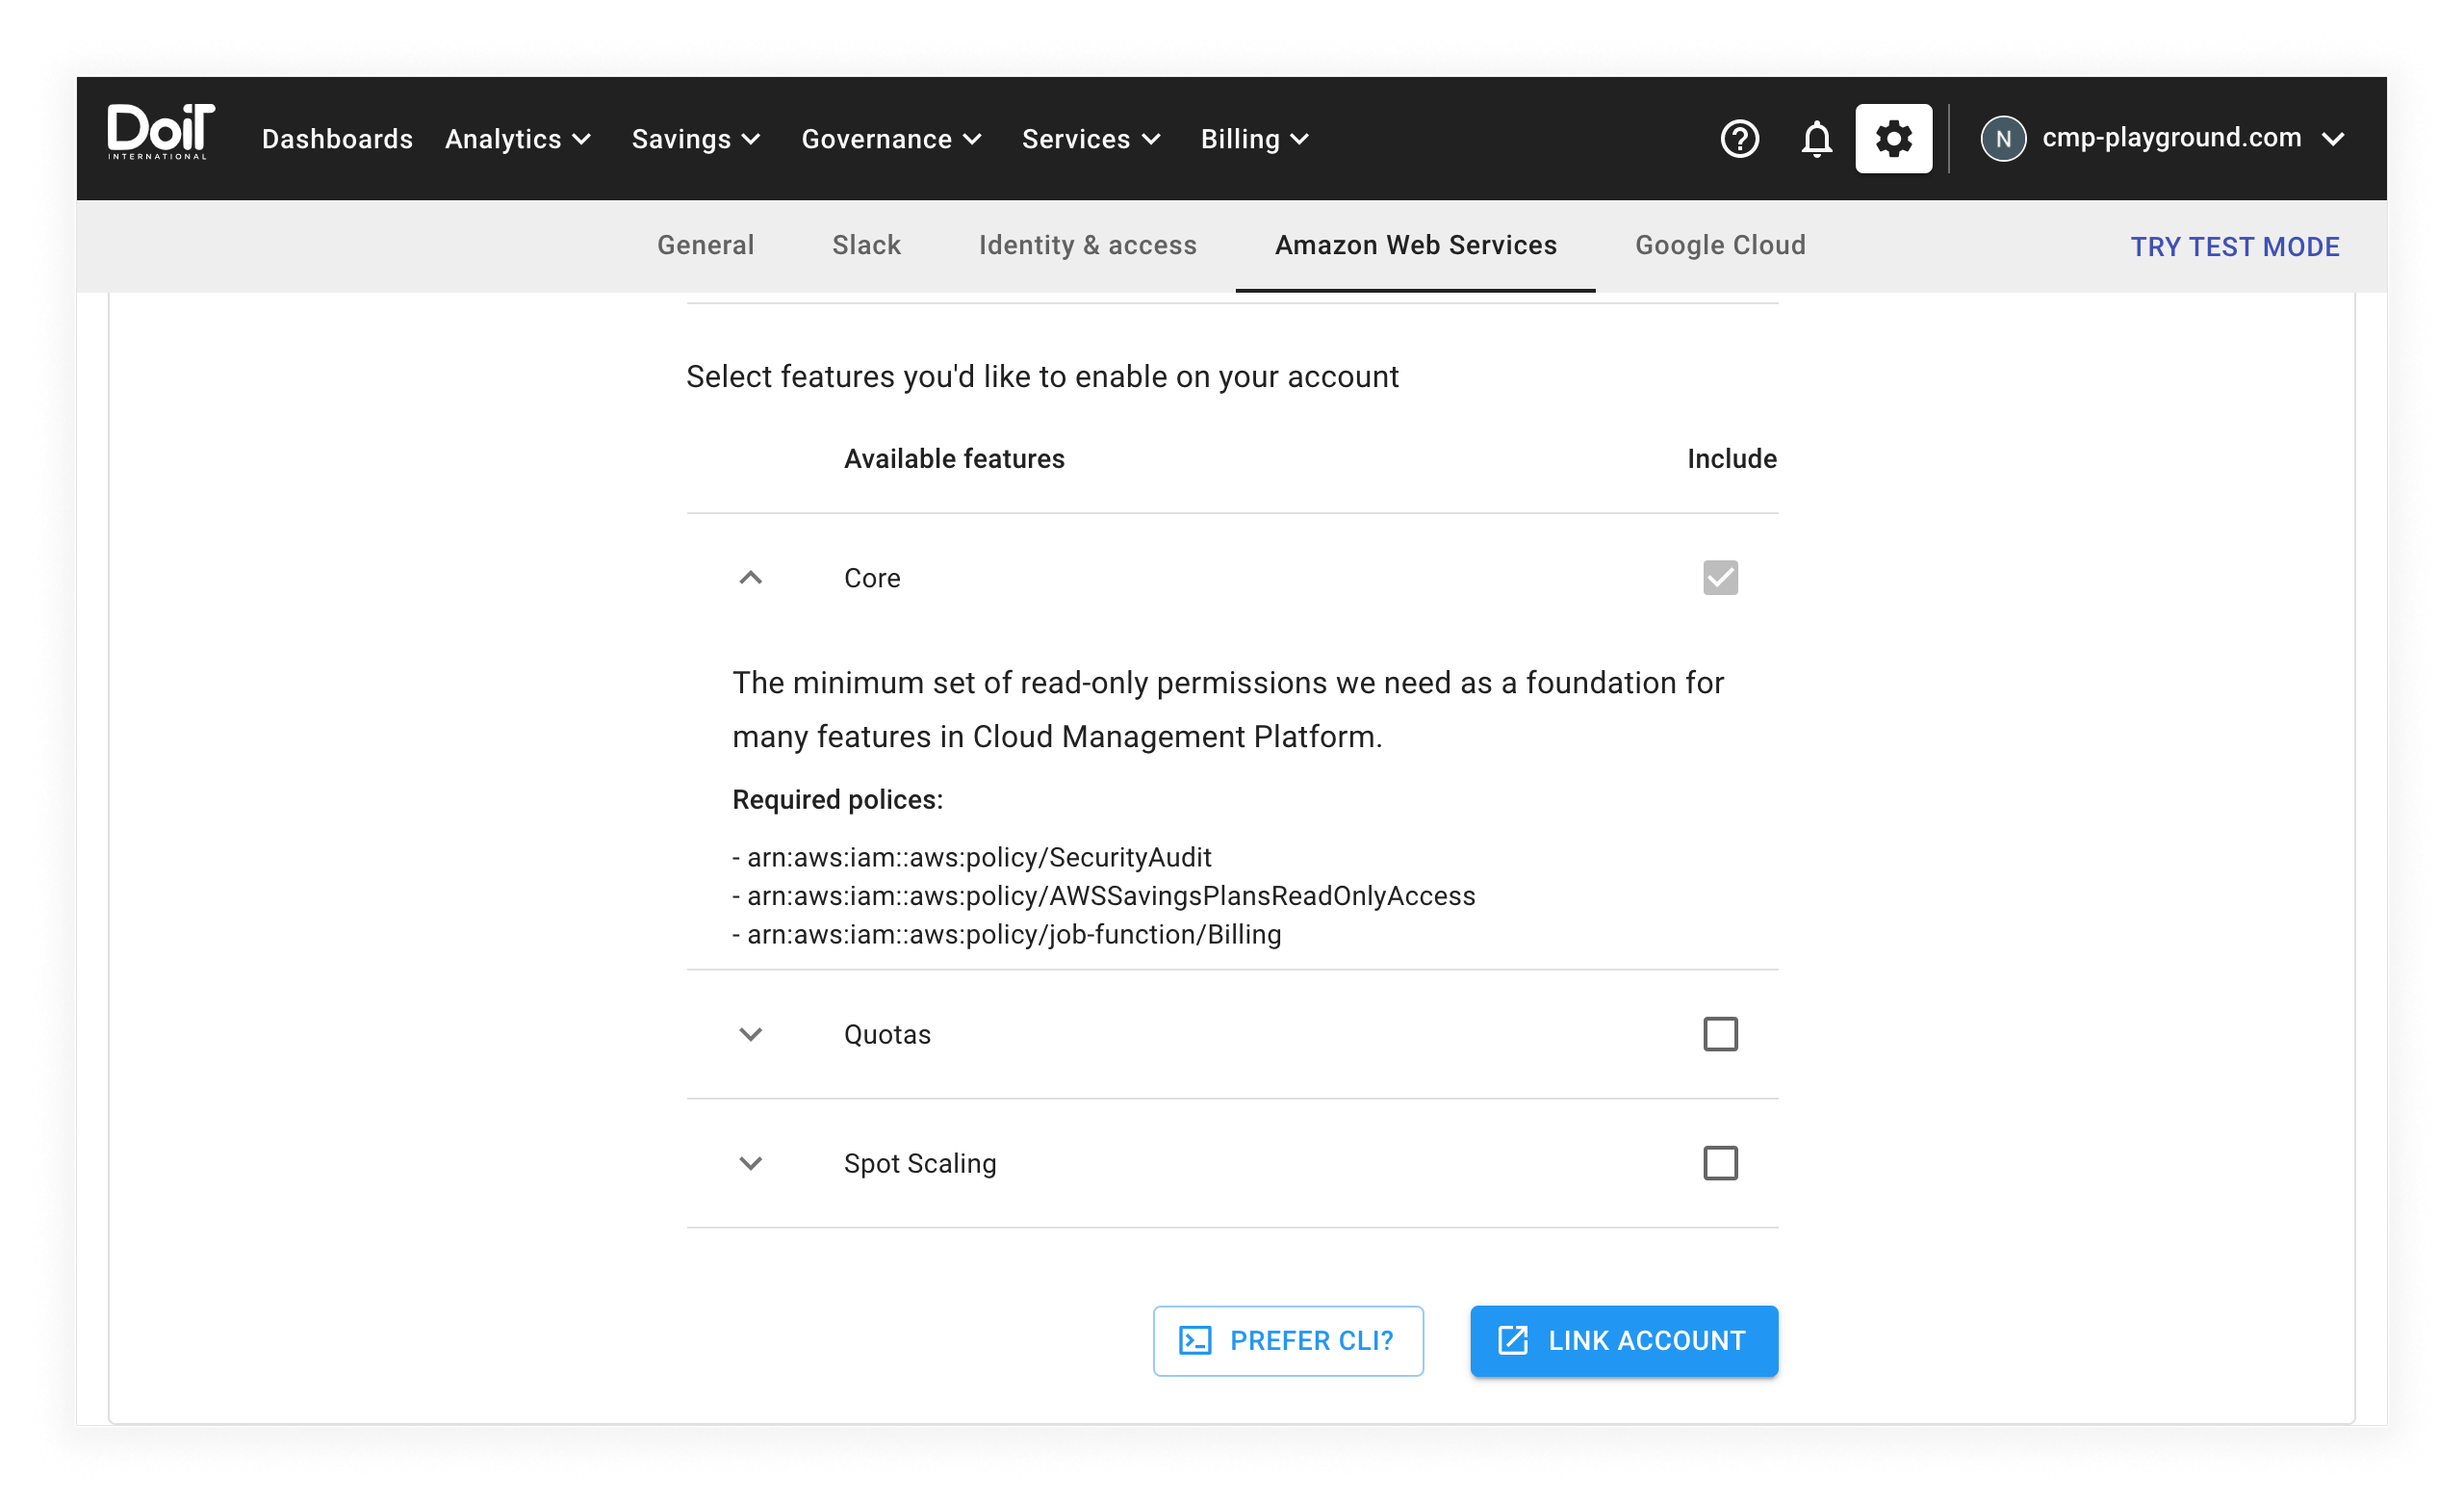 DoiT
INTERNATIONAL
Dashboards Analytics Savings Governance Services Billing
N cmp-playground.com
General Slack Identity & access Amazon Web Services Google Cloud TRY TEST MODE
Select features you'd like to enable on your account
Available features Include
Core
The minimum set of read-only permissions we need as a foundation for
many features in Cloud Management Platform.
Required polices:
- arn:aws:iam::aws:policy/SecurityAudit
- arn:aws:iam::aws:policy/AWSSavingsPlansReadOnlyAccess
- arn:aws:iam::aws:policy/job-function/Billing
Quotas
Spot Scaling
PREFER CLI? LINK ACCOUNT